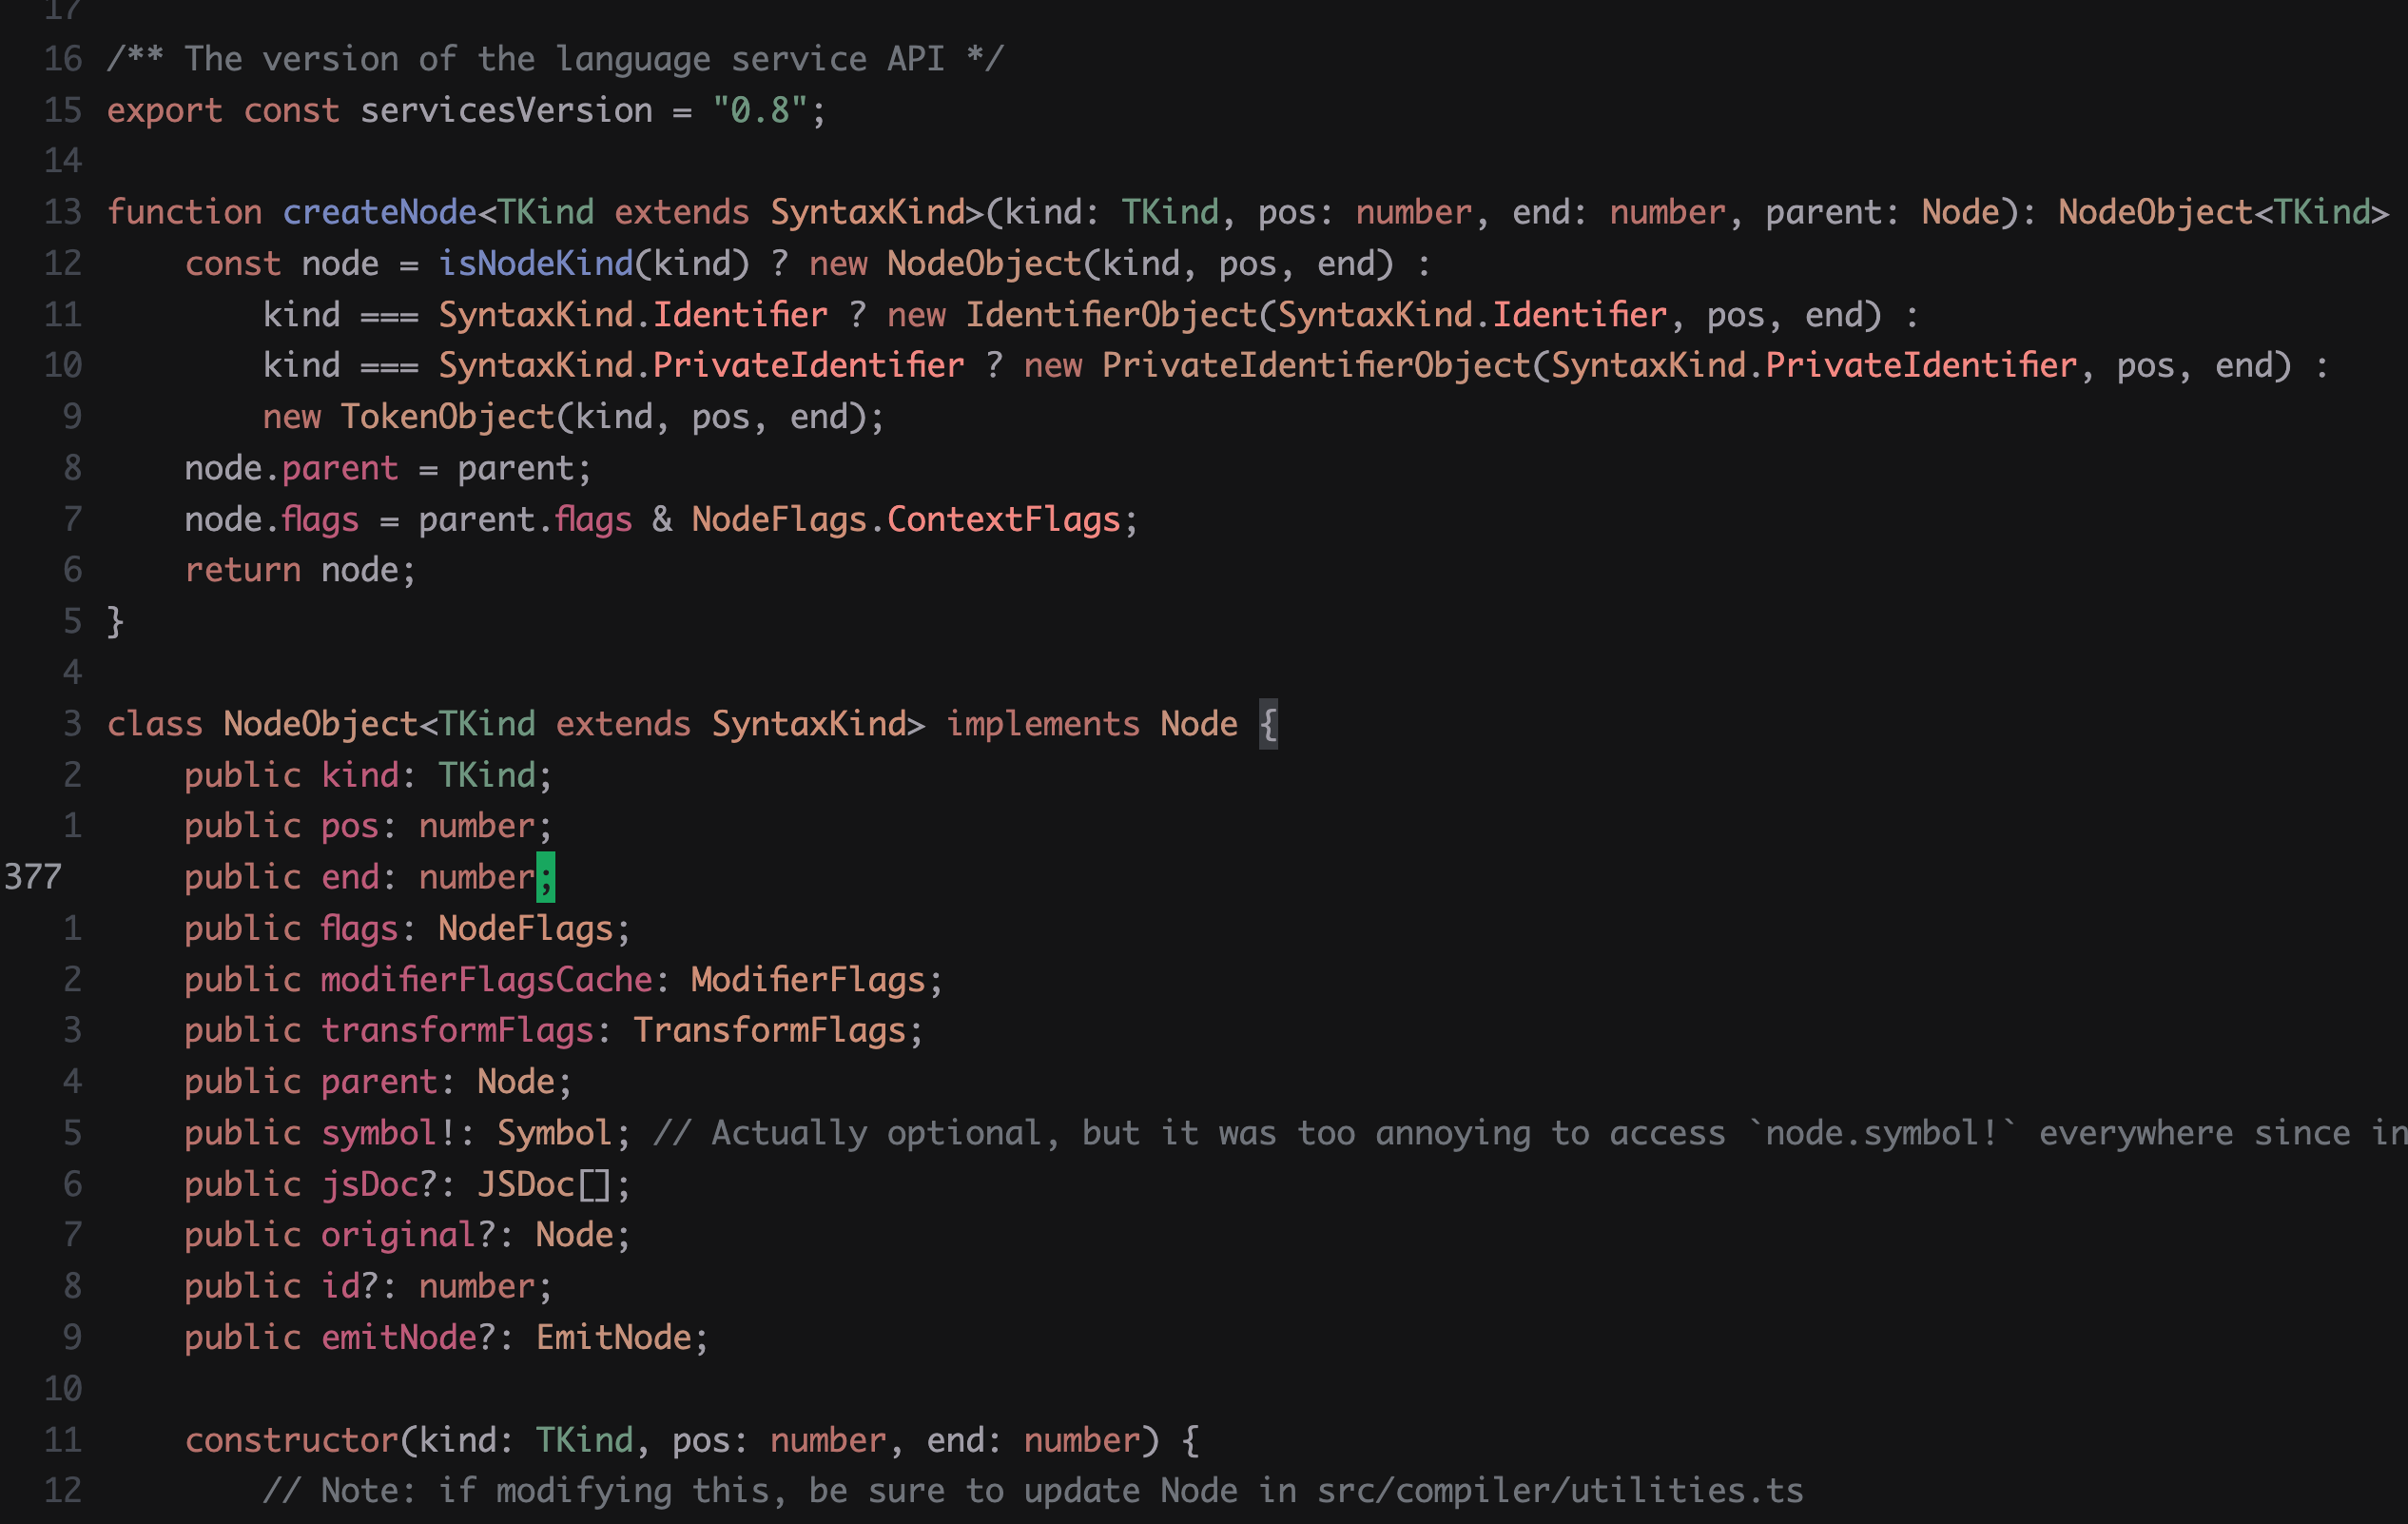 17
16 /** The version of the language service API */
15 export const servicesVersion = "0.8";
14
13 function createNode<TKind extends SyntaxKind>(kind: TKind, pos: number, end: number, parent: Node): NodeObject<TKind>
12     const node = isNodeKind(kind) ? new NodeObject(kind, pos, end) :
11         kind === SyntaxKind.Identifier ? new IdentifierObject(SyntaxKind.Identifier, pos, end) :
10         kind === SyntaxKind.PrivateIdentifier ? new PrivateIdentifierObject(SyntaxKind.PrivateIdentifier, pos, end) :
9         new TokenObject(kind, pos, end);
8     node.parent = parent;
7     node.flags = parent.flags & NodeFlags.ContextFlags;
6     return node;
5 }
4
3 class NodeObject<TKind extends SyntaxKind> implements Node {
2     public kind: TKind;
1     public pos: number;
377     public end: number;
1     public flags: NodeFlags;
2     public modifierFlagsCache: ModifierFlags;
3     public transformFlags: TransformFlags;
4     public parent: Node;
5     public symbol!: Symbol; // Actually optional, but it was too annoying to access `node.symbol!` everywhere since in
6     public jsDoc?: JSDoc[];
7     public original?: Node;
8     public id?: number;
9     public emitNode?: EmitNode;
10
11     constructor(kind: TKind, pos: number, end: number) {
12         // Note: if modifying this, be sure to update Node in src/compiler/utilities.ts